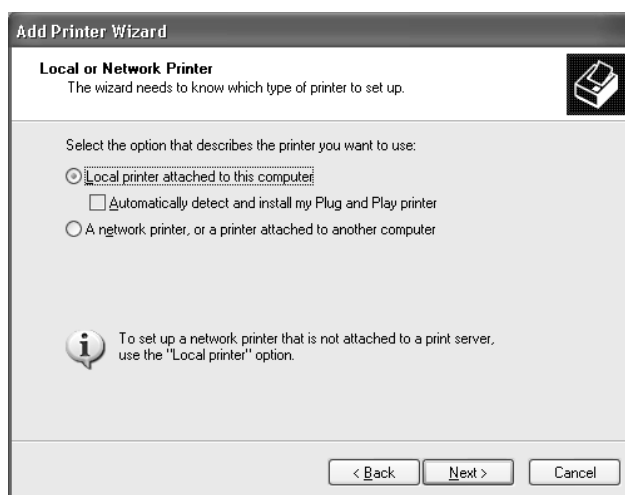 Add Printer Wizard
Local or Network Printer
The wizard needs to know which type of printer to set up.
Select the option that describes the printer you want to use:
Local printer attached to this computer
Automatically detect and install my Plug and Play printer
A network printer, or a printer attached to another computer
To set up a network printer that is not attached to a print server,
use the "Local printer" option.
< Back
Next >
Cancel